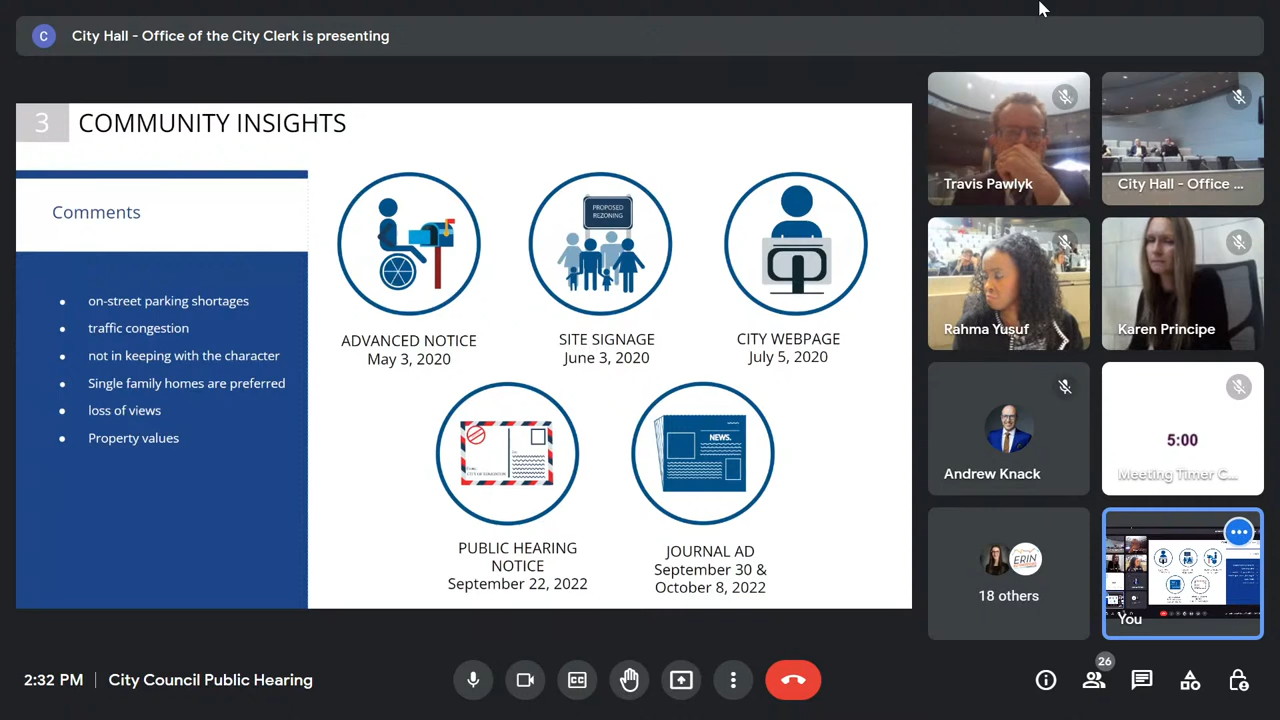 C
City Hall - Office of the City Clerk is presenting
3 COMMUNITY INSIGHTS
Comments
on-street parking shortages
traffic congestion
not in keeping with the character
Single family homes are preferred
loss of views
Property values
PROPOSED
REZONING
ADVANCED NOTICE
May 3, 2020
SITE SIGNAGE
June 3, 2020
CITY WEBPAGE
July 5, 2020
NEWS.
PUBLIC HEARING
NOTICE
September 22, 2022
JOURNAL AD
September 30 &
October 8, 2022
Travis Pawlyk
City Hall - Office ...
Rahma Yusuf
Karen Principe
Andrew Knack
5:00
Meeting Timer C...
ERIN
18 others
You
2:32 PM | City Council Public Hearing
26